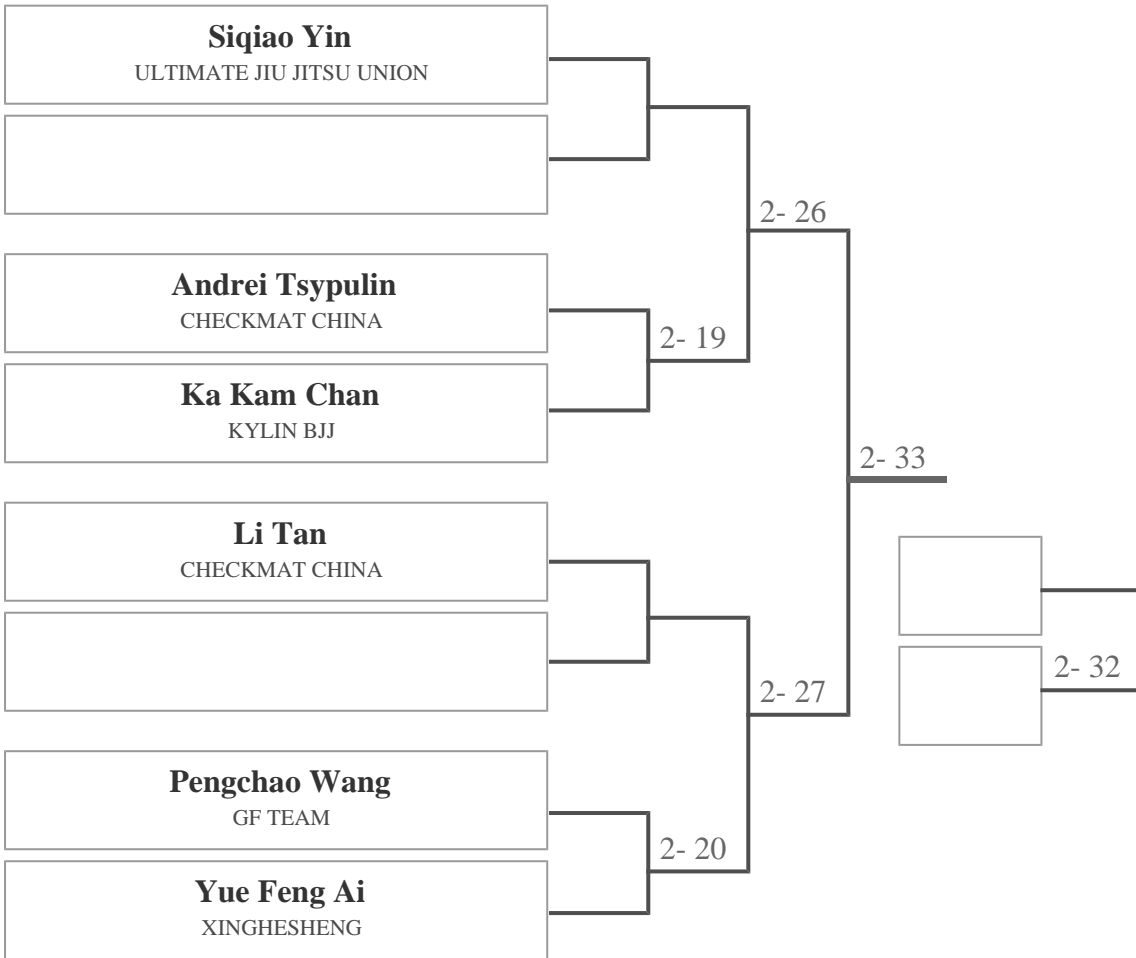 Siqiao Yin
ULTIMATE JIU JITSU UNION
2- 26
Andrei Tsypulin
CHECKMAT CHINA
2- 19
Ka Kam Chan
KYLIN BJJ
2- 33
Li Tan
CHECKMAT CHINA
2- 32
2- 27
Pengchao Wang
GF TEAM
2- 20
Yue Feng Ai
XINGHESHENG